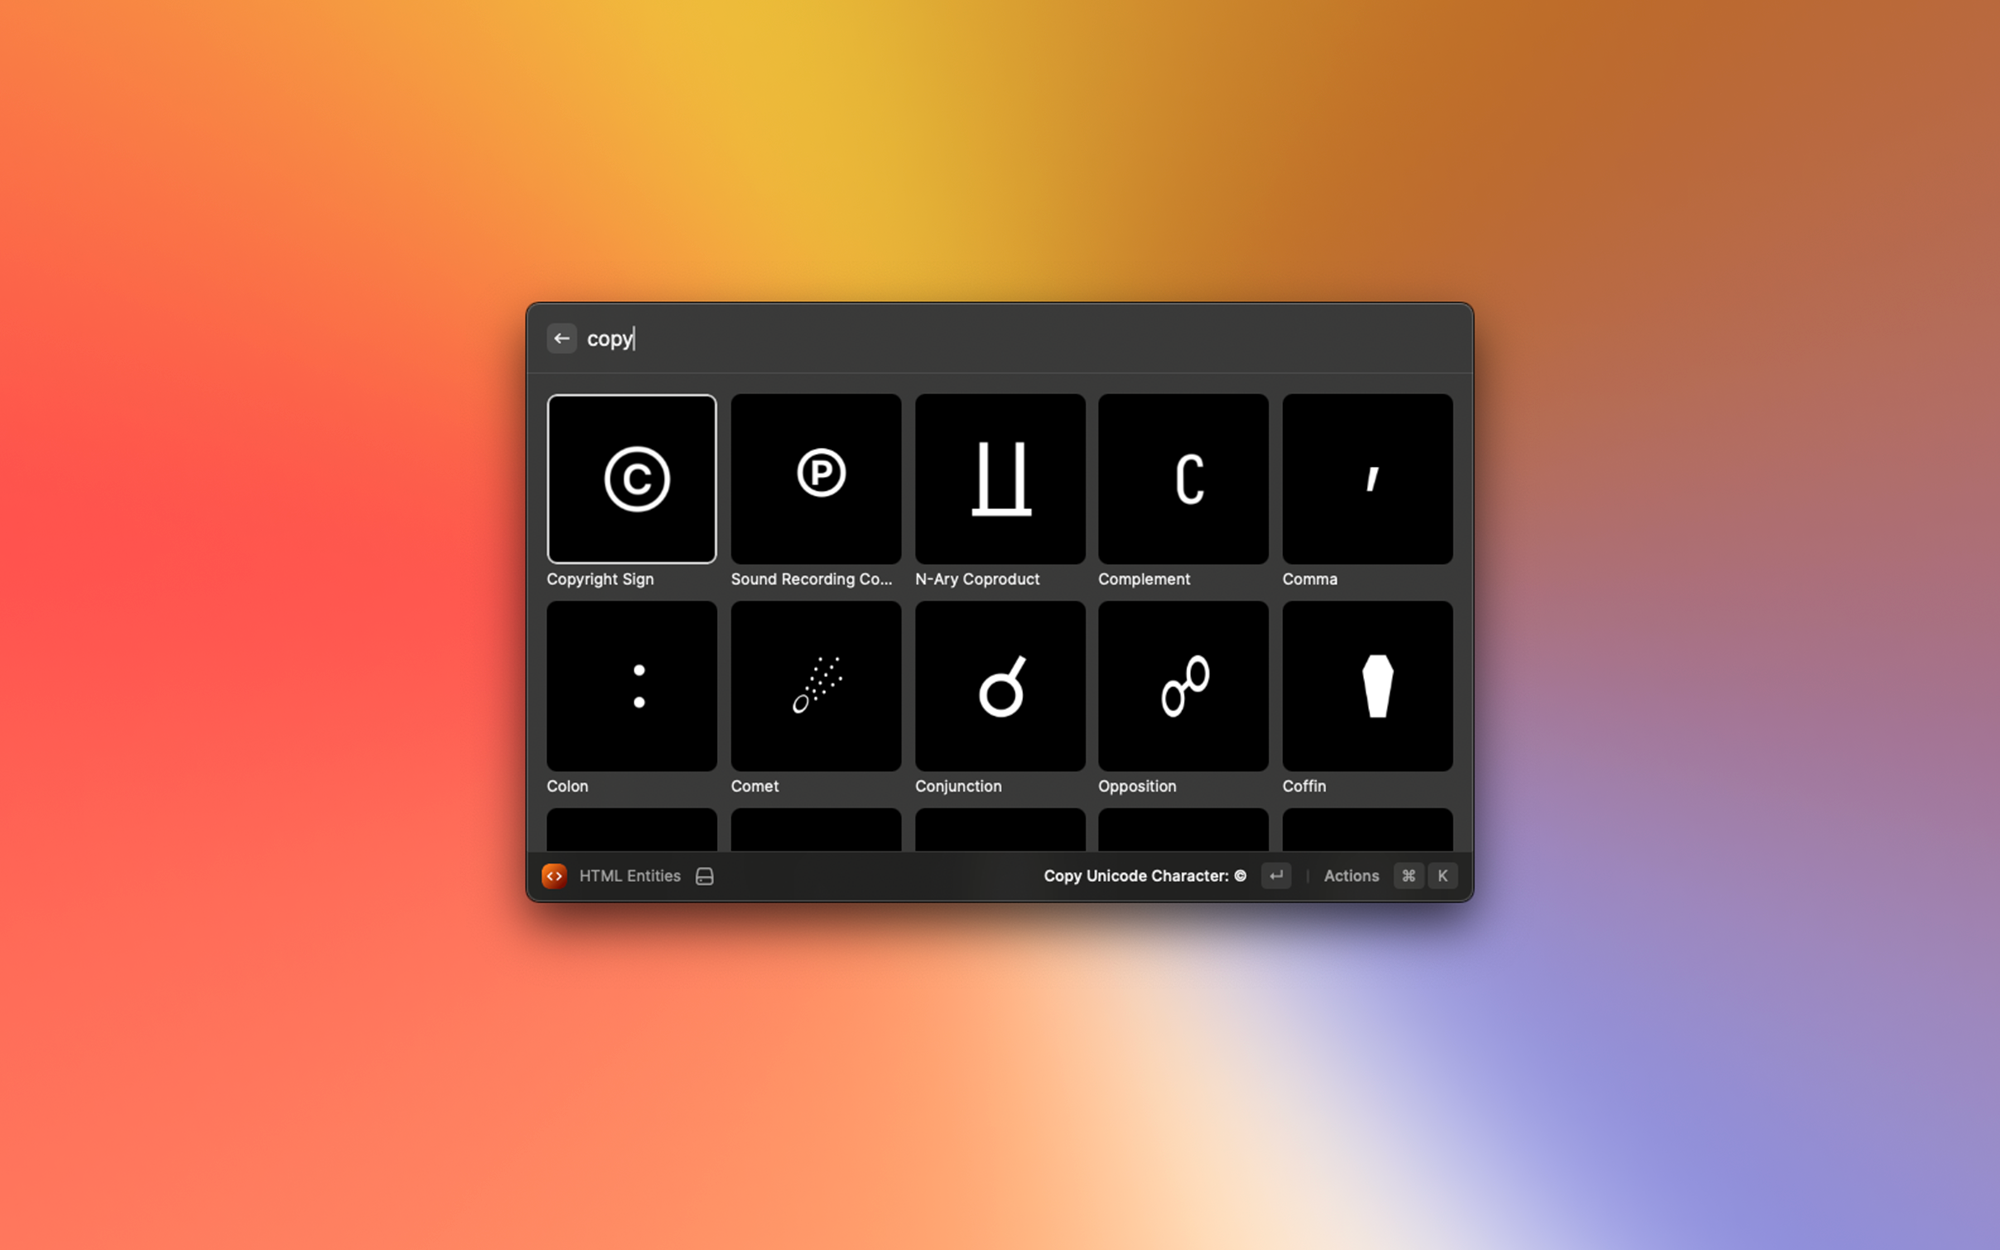 copy
© ℗ ∐ ∁ ,
Copyright Sign Sound Recording Co... N-Ary Coproduct Complement Comma
: ☄ ☌ ☍ ⚰
Colon Comet Conjunction Opposition Coffin
HTML Entities Copy Unicode Character: © ↵ Actions ⌘ K